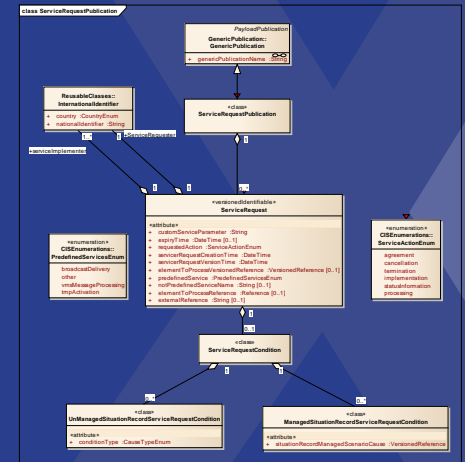 class ServiceRequestPublication
PayloadPublication
GenericPublication::
GenericPublication
+ genericPublicationName :String
ReusableClasses::
InternationalIdentifier
+ country :CountryEnum
+ nationalIdentifier :String
«class»
ServiceRequestPublication
1..*
1
+ServiceRequester
1
+serviceImplementer
1
1
0..*
«versionedIdentifiable»
ServiceRequest
«attribute»
+ customServiceParameter :String
+ expiryTime :DateTime [0..1]
+ requestedAction :ServiceActionEnum
+ servicerRequestCreationTime :DateTime
+ servicerRequestVersionTime :DateTime
+ elementToProcessVersionedReference :VersionedReference [0..1]
+ predefinedService :PredefinedServicesEnum
+ notPredefinedServiceName :String [0..1]
+ elementToProcessReference :Reference [0..1]
+ externalReference :String [0..1]
«enumeration»
CISEnumerations::
PredefinedServicesEnum
broadcastDelivery
other
vmsMessageProcessing
tmpActivation
«enumeration»
CISEnumerations::
ServiceActionEnum
agreement
cancellation
termination
implementation
statusInformation
processing
1
0..1
«class»
ServiceRequestCondition
1
1
0..*
0..*
«class»
UnManagedSituationRecordServiceRequestCondition
«attribute»
+ conditionType :CauseTypeEnum
«class»
ManagedSituationRecordServiceRequestCondition
«attribute»
+ situationRecordManagedScenarioCause :VersionedReference